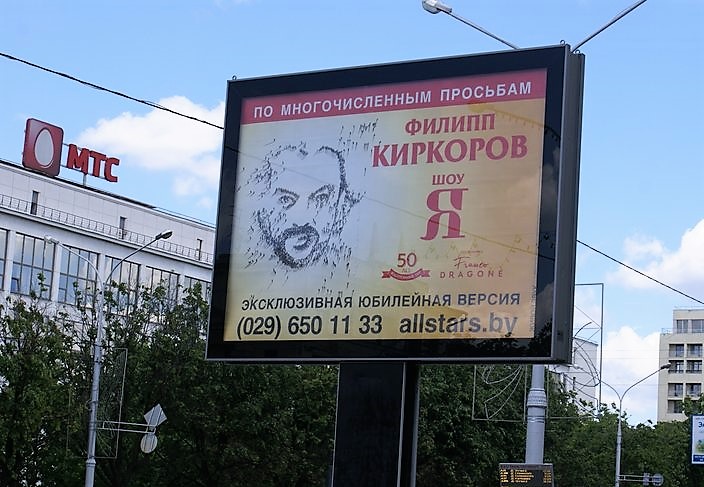 МТС
ПО МНОГОЧИСЛЕННЫМ ПРОСЬБАМ
ФИЛИПП
КИРКОРОВ
ШОУ
Я
50
ЛЕТ
Franco
DRAGONE
ЭКСКЛЮЗИВНАЯ ЮБИЛЕЙНАЯ ВЕРСИЯ
(029) 650 11 33 allstars.by